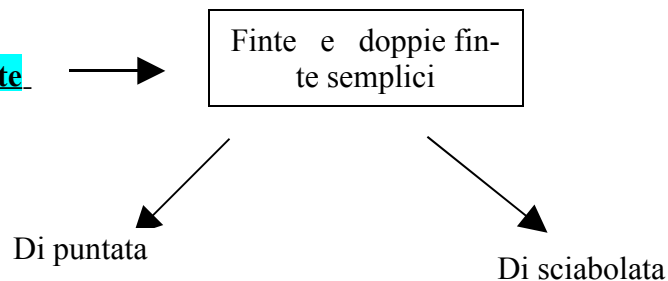 te
Finte e doppie fin-
te semplici
Di puntata
Di sciabolata